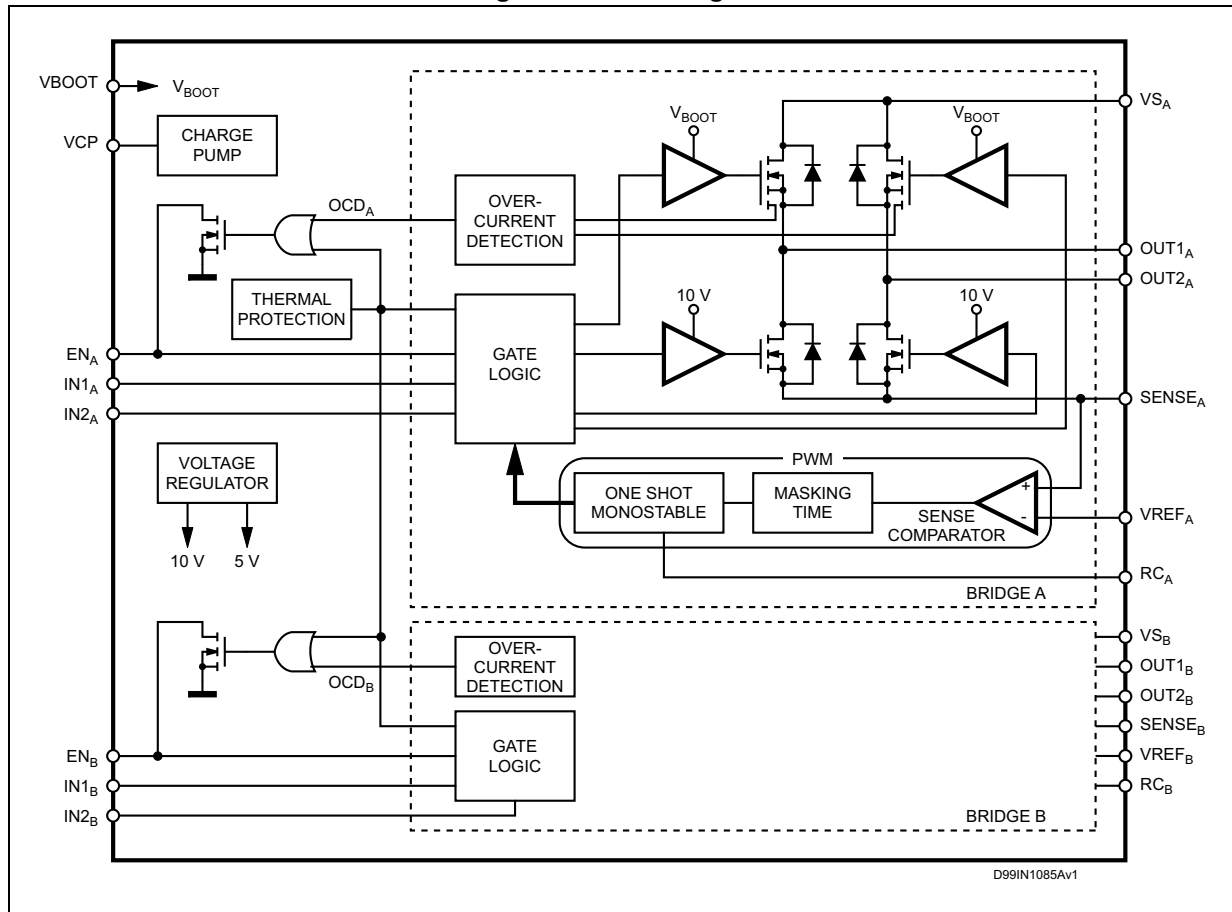 VBOOT
VBOOT
VCP
CHARGE
PUMP
OCDA
THERMAL
PROTECTION
ENA
IN1A
IN2A
VOLTAGE
REGULATOR
10 V
5 V
OVER-
CURRENT
DETECTION
GATE
LOGIC
VBOOT
VBOOT
10 V
10 V
VSA
OUT1A
OUT2A
SENSEA
PWM
ONE SHOT
MONOSTABLE
MASKING
TIME
+
-
SENSE
COMPARATOR
VREFA
RCA
BRIDGE A
OCDB
OVER-
CURRENT
DETECTION
ENB
IN1B
IN2B
GATE
LOGIC
VSB
OUT1B
OUT2B
SENSEB
VREFB
RCB
BRIDGE B
D99IN1085Av1